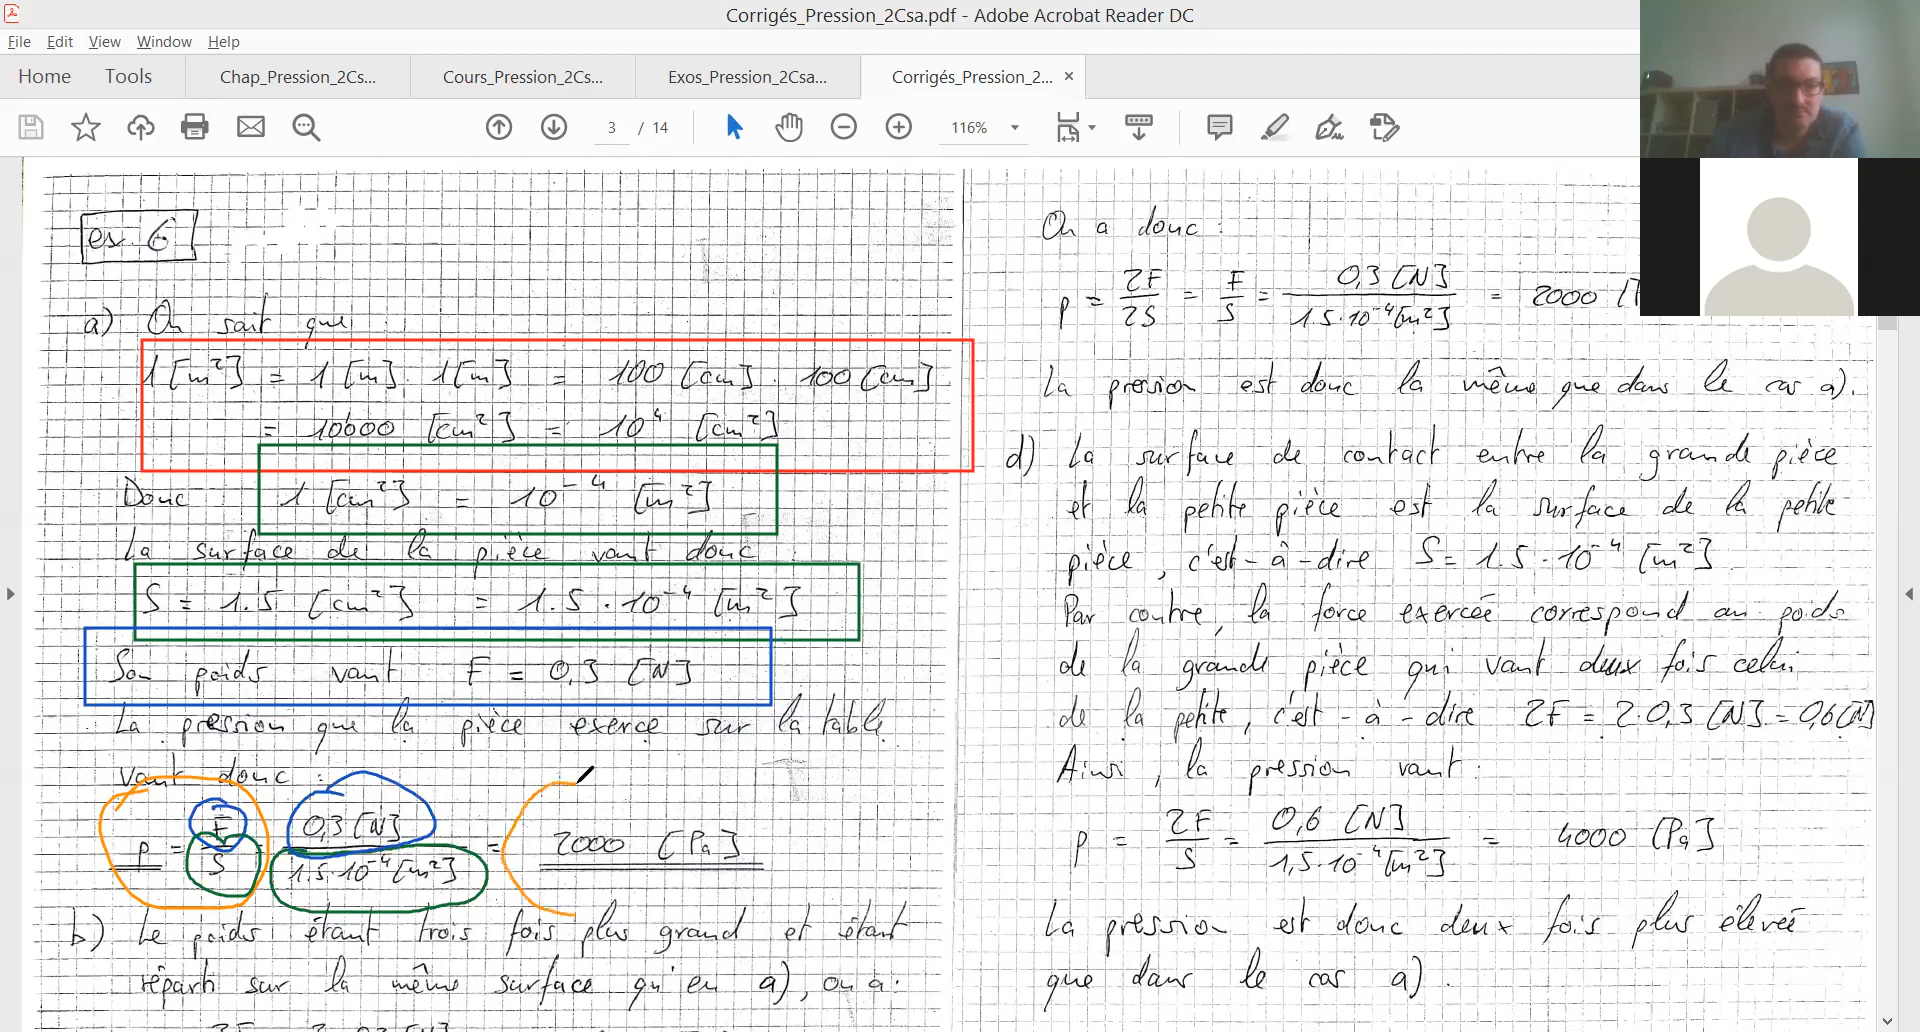 Corrigés_Pression_2Csa.pdf - Adobe Acrobat Reader DC
File Edit View Window Help
Home Tools Chap_Pression_2Cs... Cours_Pression_2Cs... Exos_Pression_2Csa... Corrigés_Pression_2... ×
3 / 14 116%
ex. 6
a) On sait que
1 [m²] = 1 [m] · 1 [m] = 100 [cm] · 100 [cm]
= 10000 [cm²] = 10⁴ [cm²]
Donc 1 [cm²] = 10⁻⁴ [m²]
La surface de la pièce vaut donc :
S = 1.5 [cm²] = 1.5 · 10⁻⁴ [m²]
Son poids vaut F = 0,3 [N]
La pression que la pièce exerce sur la table
vaut donc :
p = F/S = 0,3 [N] / 1.5 · 10⁻⁴ [m²] = 2000 [Pa]
b) Le poids étant trois fois plus grand et étant
réparti sur la même surface qu'en a), on a :
On a donc :
p = 2F/2S = F/S = 0,3 [N] / 1.5 · 10⁻⁴ [m²] = 2000
La pression est donc la même que dans le cas a).
d) La surface de contact entre la grande pièce
et la petite pièce est la surface de la petite
pièce, c'est-à-dire S = 1.5 · 10⁻⁴ [m²].
Par contre, la force exercée correspond au poids
de la grande pièce qui vaut deux fois celui
de la petite, c'est-à-dire 2F = 2·0,3 [N] = 0,6 [N]
Ainsi, la pression vaut :
p = 2F/S = 0,6 [N] / 1,5 · 10⁻⁴ [m²] = 4000 [Pa]
La pression est donc deux fois plus élevée
que dans le cas a).